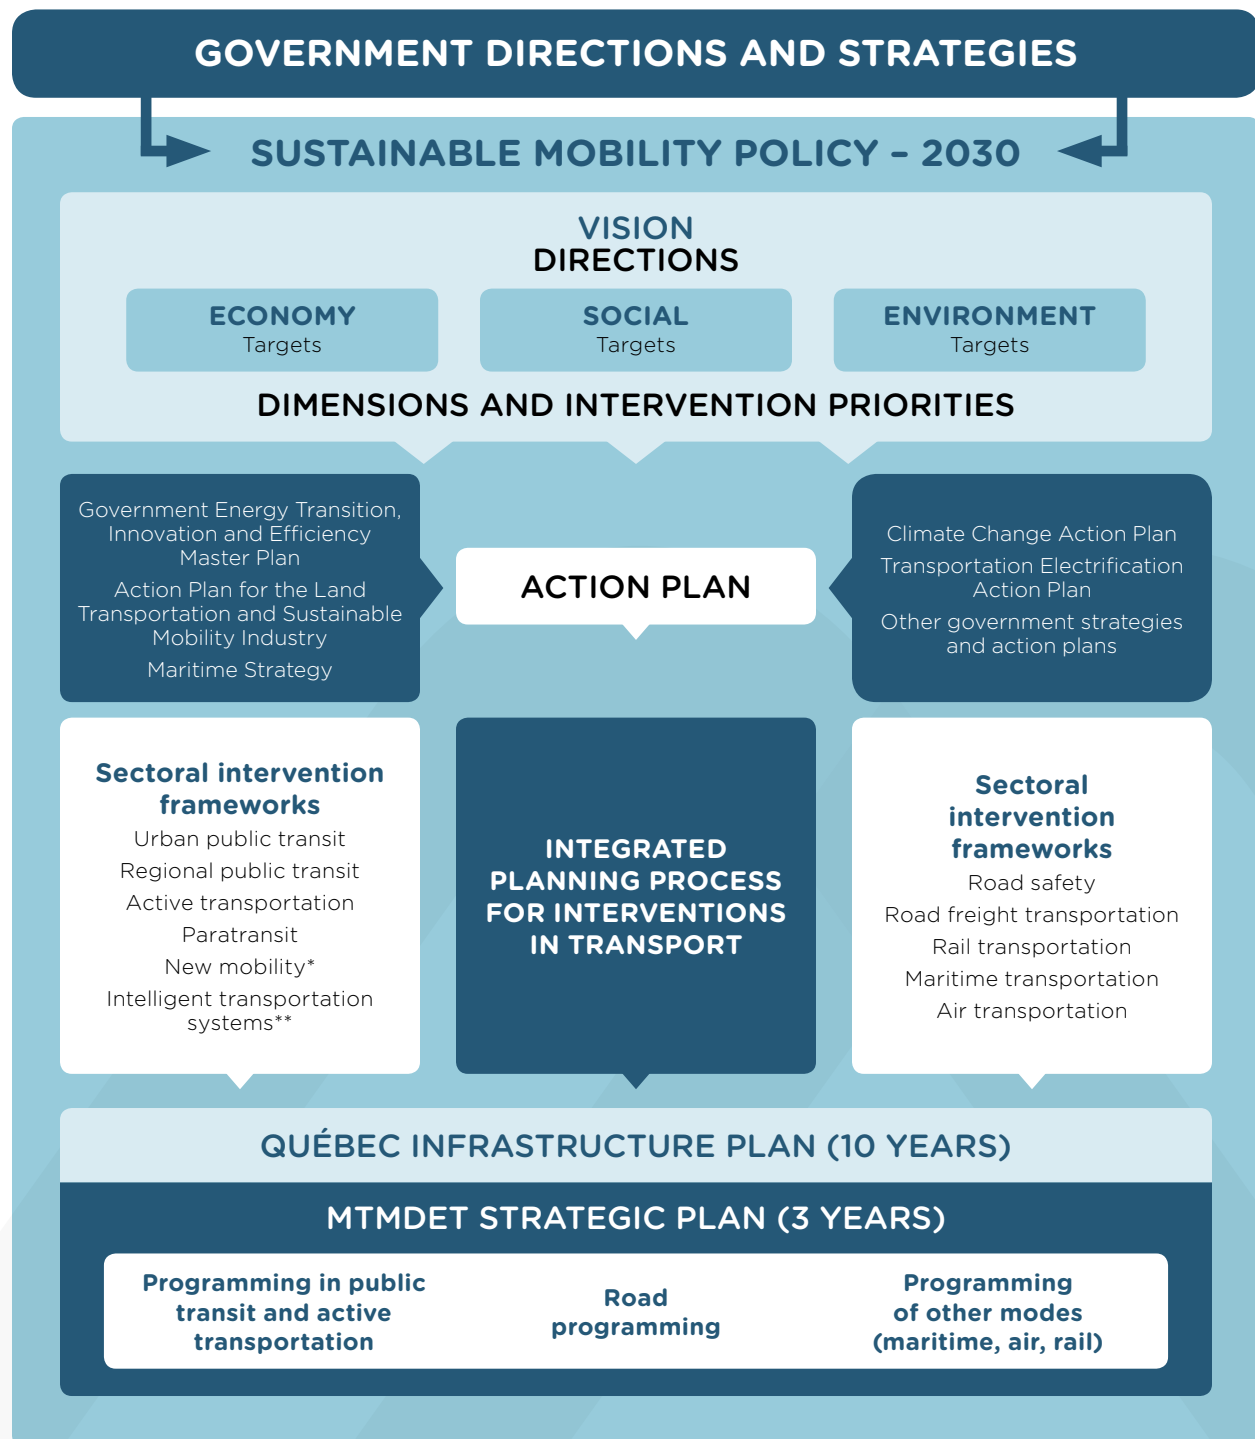 GOVERNMENT DIRECTIONS AND STRATEGIES
SUSTAINABLE MOBILITY POLICY – 2030
VISION
DIRECTIONS
ECONOMY
Targets
SOCIAL
Targets
ENVIRONMENT
Targets
DIMENSIONS AND INTERVENTION PRIORITIES
Government Energy Transition,
Innovation and Efficiency
Master Plan
Action Plan for the Land
Transportation and Sustainable
Mobility Industry
Maritime Strategy
ACTION PLAN
Climate Change Action Plan
Transportation Electrification
Action Plan
Other government strategies
and action plans
Sectoral intervention
frameworks
Urban public transit
Regional public transit
Active transportation
Paratransit
New mobility*
Intelligent transportation
systems**
INTEGRATED
PLANNING PROCESS
FOR INTERVENTIONS
IN TRANSPORT
Sectoral
intervention
frameworks
Road safety
Road freight transportation
Rail transportation
Maritime transportation
Air transportation
QUÉBEC INFRASTRUCTURE PLAN (10 YEARS)
MTMDET STRATEGIC PLAN (3 YEARS)
Programming in public
transit and active
transportation
Road
programming
Programming
of other modes
(maritime, air, rail)